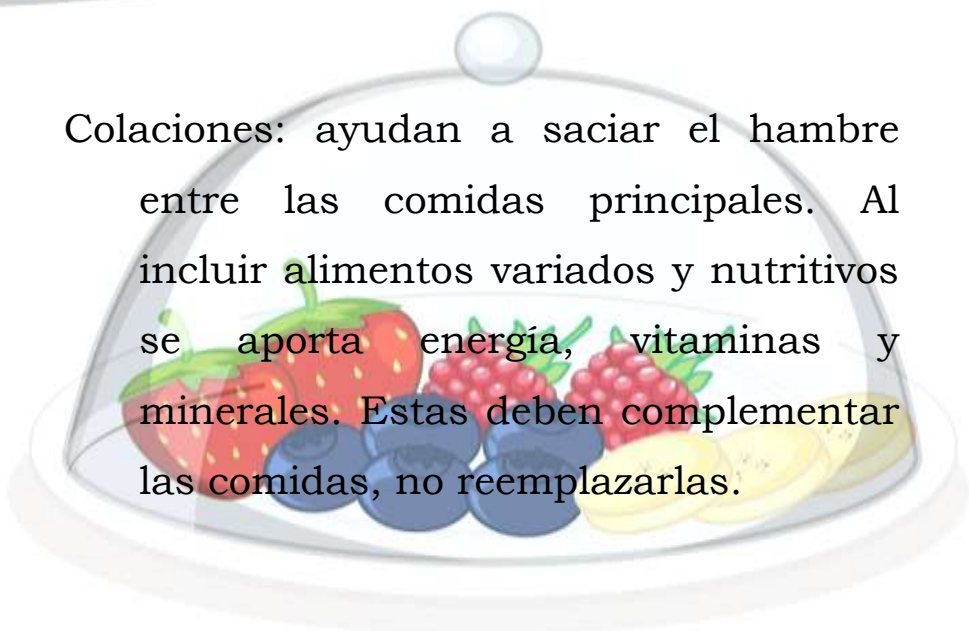 Colaciones: ayudan a saciar el hambre
entre las comidas principales. Al
incluir alimentos variados y nutritivos
se aporta energía, vitaminas y
minerales. Estas deben complementar
las comidas, no reemplazarlas.